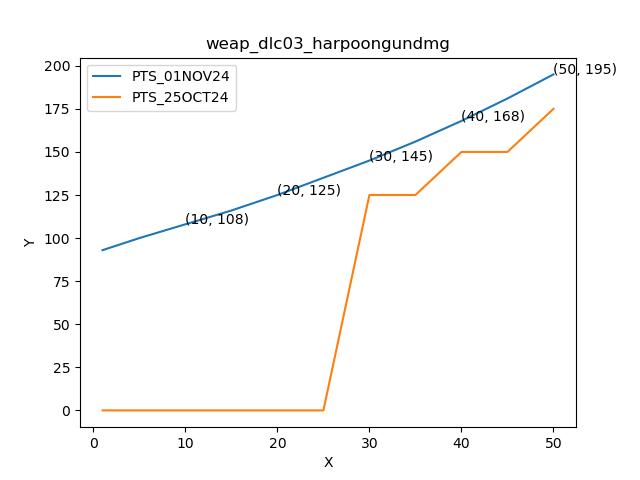 weap_dlc03_harpoongundmg
PTS_01NOV24
PTS_25OCT24
(50, 195)
(40, 168)
(30, 145)
(20, 125)
(10, 108)
200
175
150
125
100
75
50
25
0
Y
0 10 20 30 40 50
X